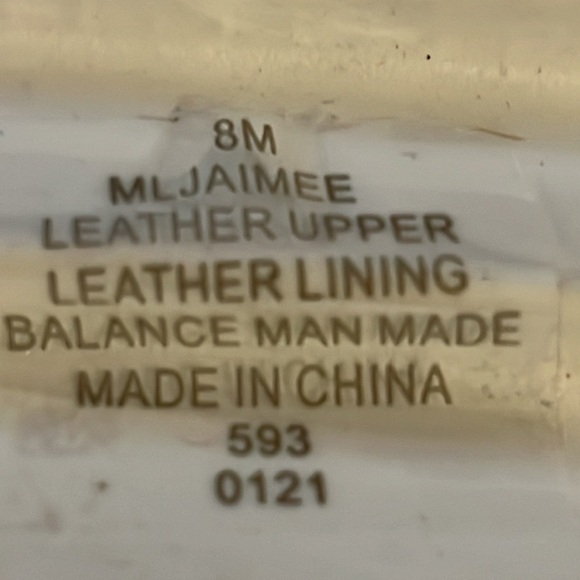 8M
MLJAIMEE
LEATHER UPPER
LEATHER LINING
BALANCE MAN MADE
MADE IN CHINA
593
0121